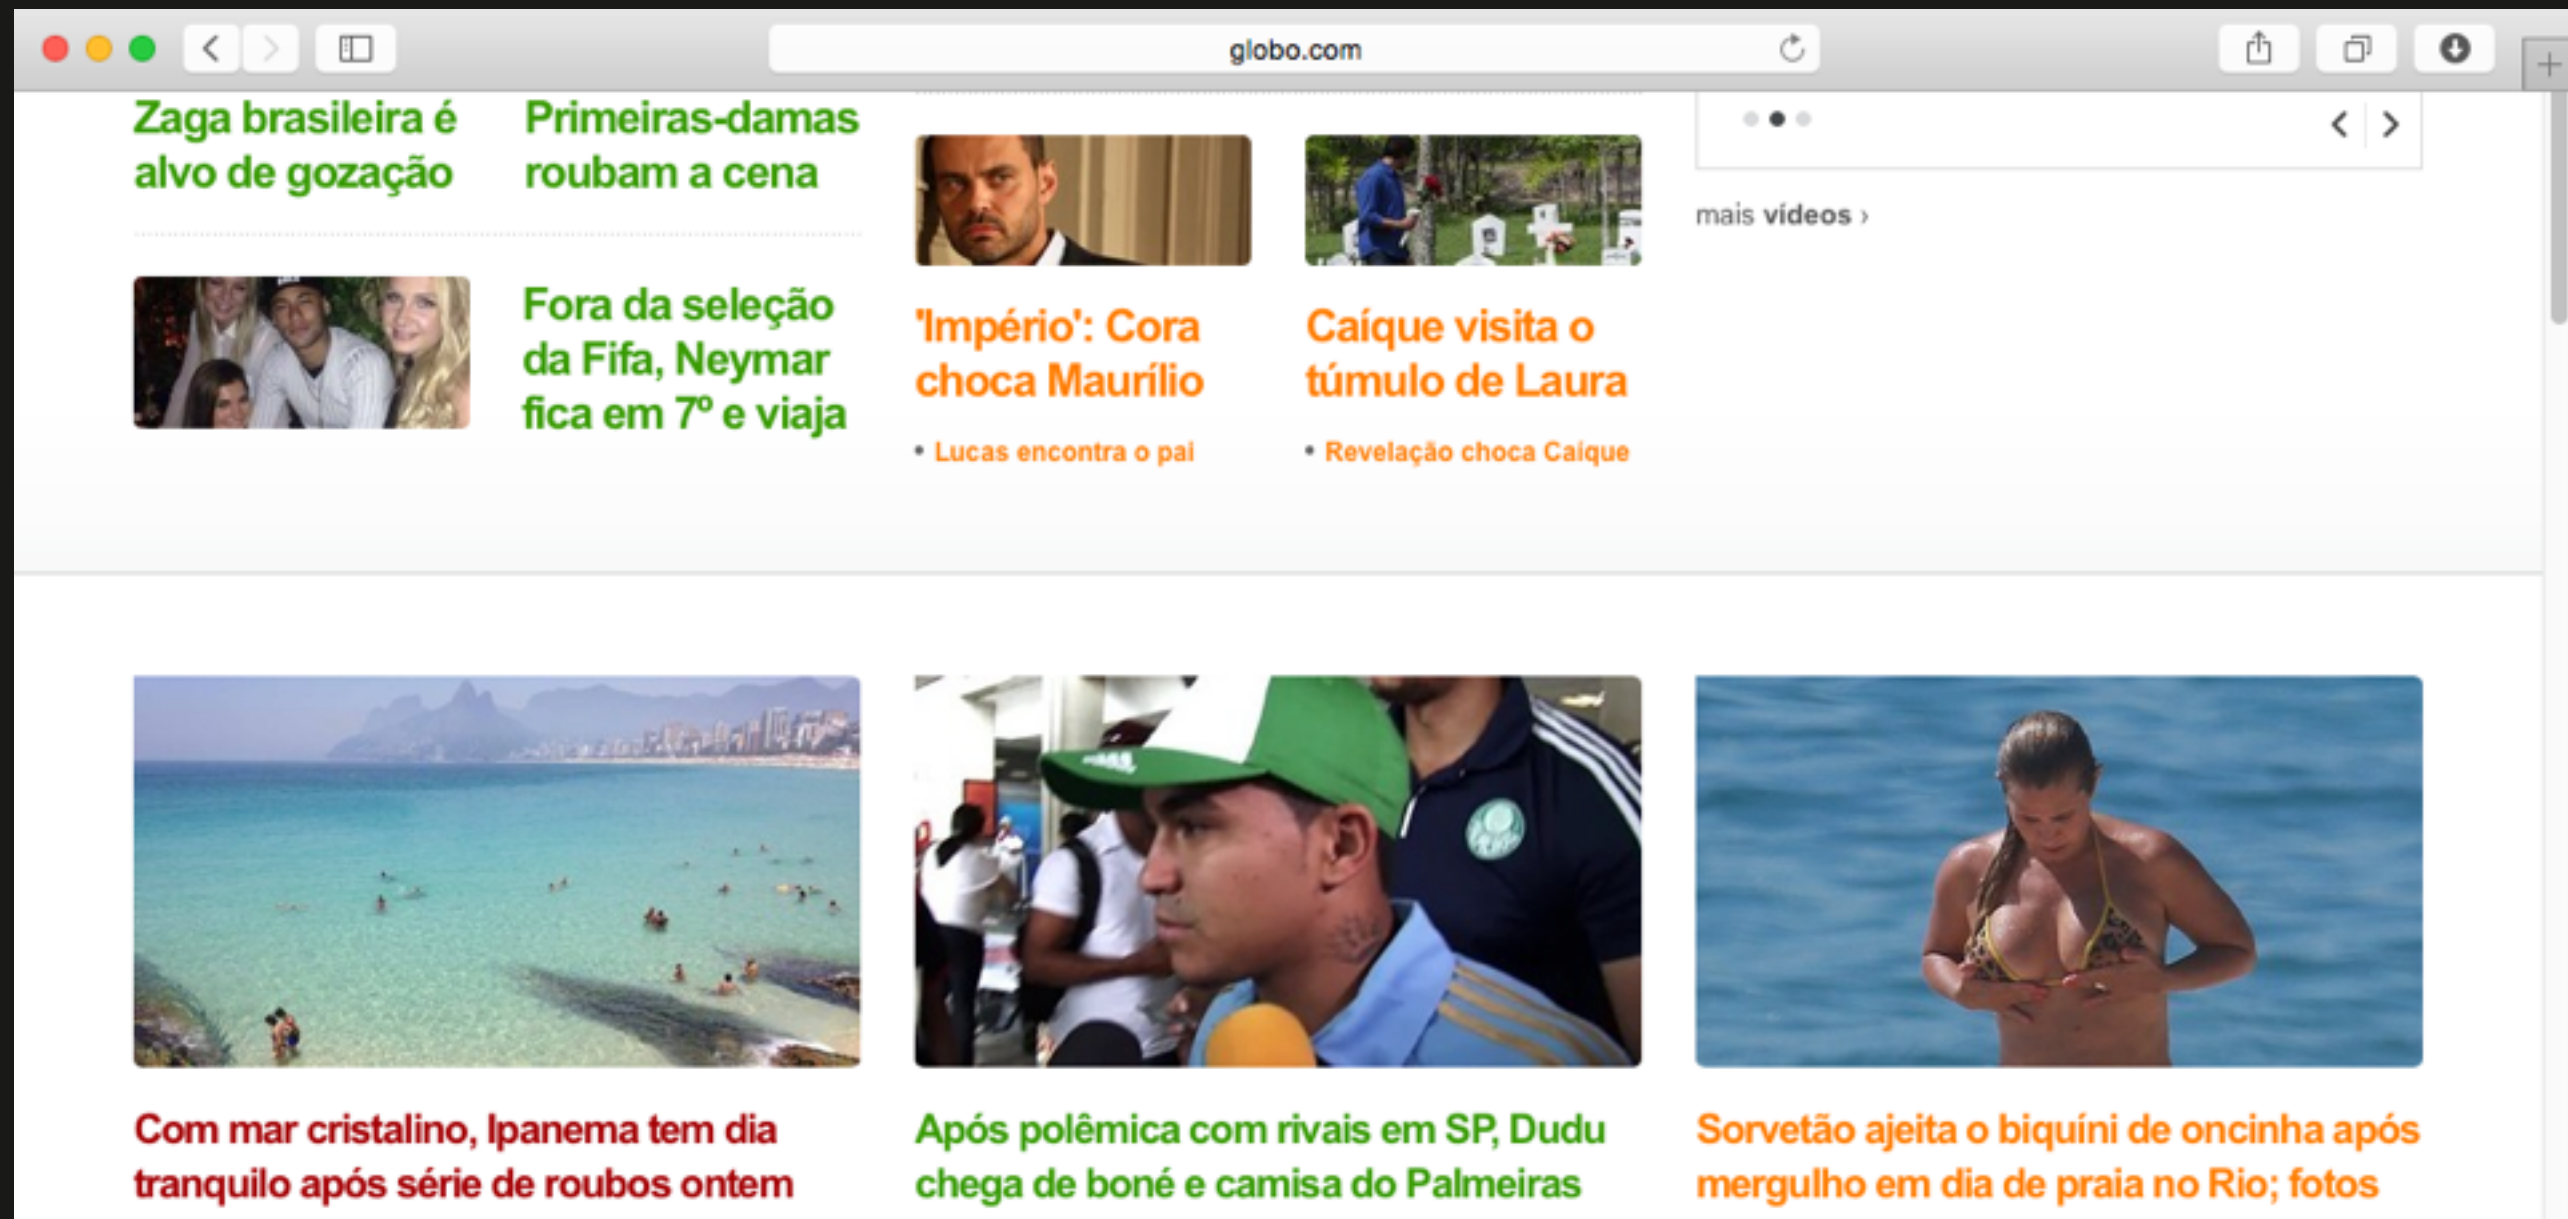 globo.com
Zaga brasileira é
alvo de gozação
Primeiras-damas
roubam a cena
Fora da seleção
da Fifa, Neymar
fica em 7º e viaja
'Império': Cora
choca Maurílio
• Lucas encontra o pai
Caíque visita o
túmulo de Laura
• Revelação choca Caíque
mais vídeos ›
Com mar cristalino, Ipanema tem dia
tranquilo após série de roubos ontem
Após polêmica com rivais em SP, Dudu
chega de boné e camisa do Palmeiras
Sorvetão ajeita o biquíni de oncinha após
mergulho em dia de praia no Rio; fotos